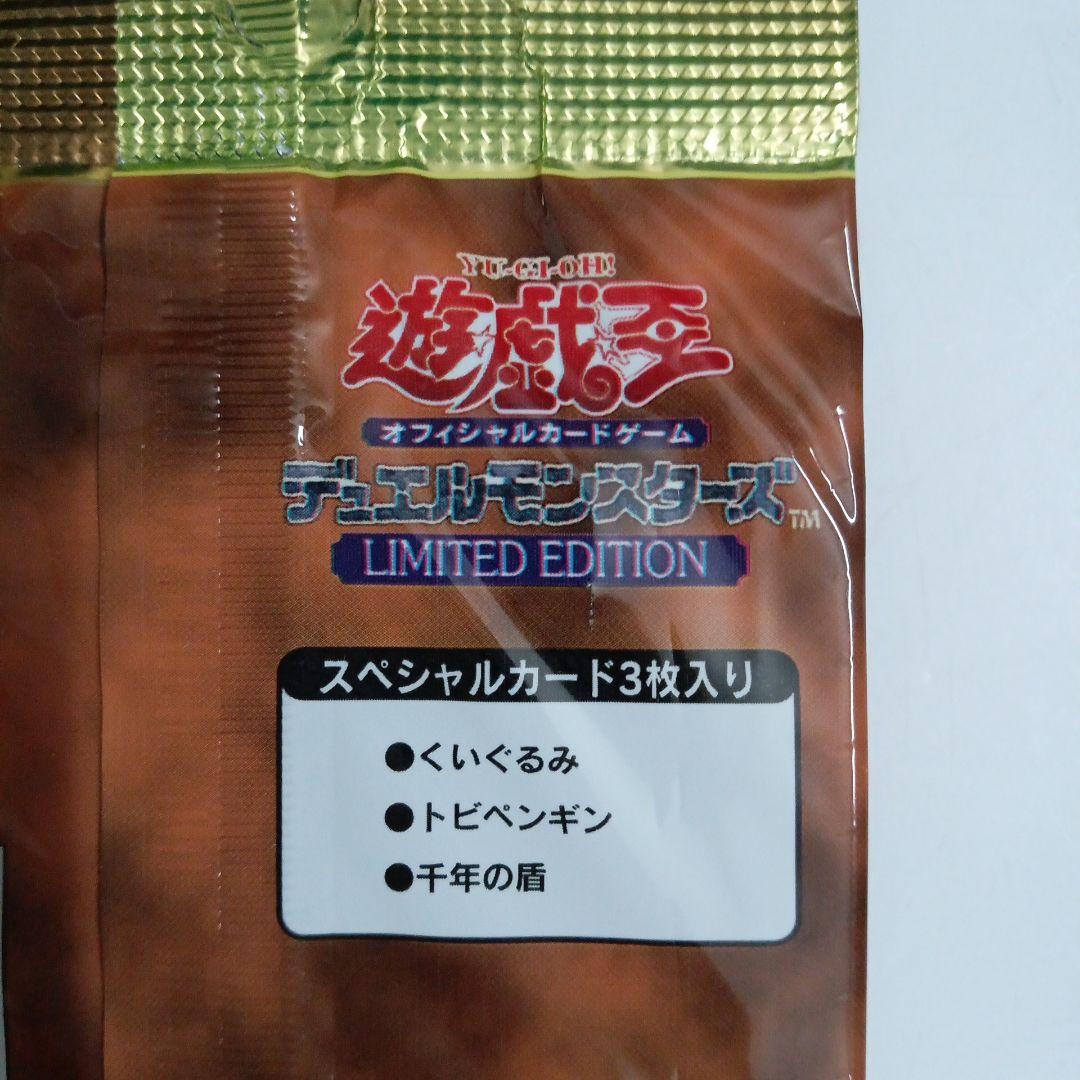 YU-GI-OH!
遊戯王
オフィシャルカードゲーム
デュエルモンスターズ™
LIMITED EDITION
スペシャルカード3枚入り
●くいぐるみ
●トビペンギン
●千年の盾